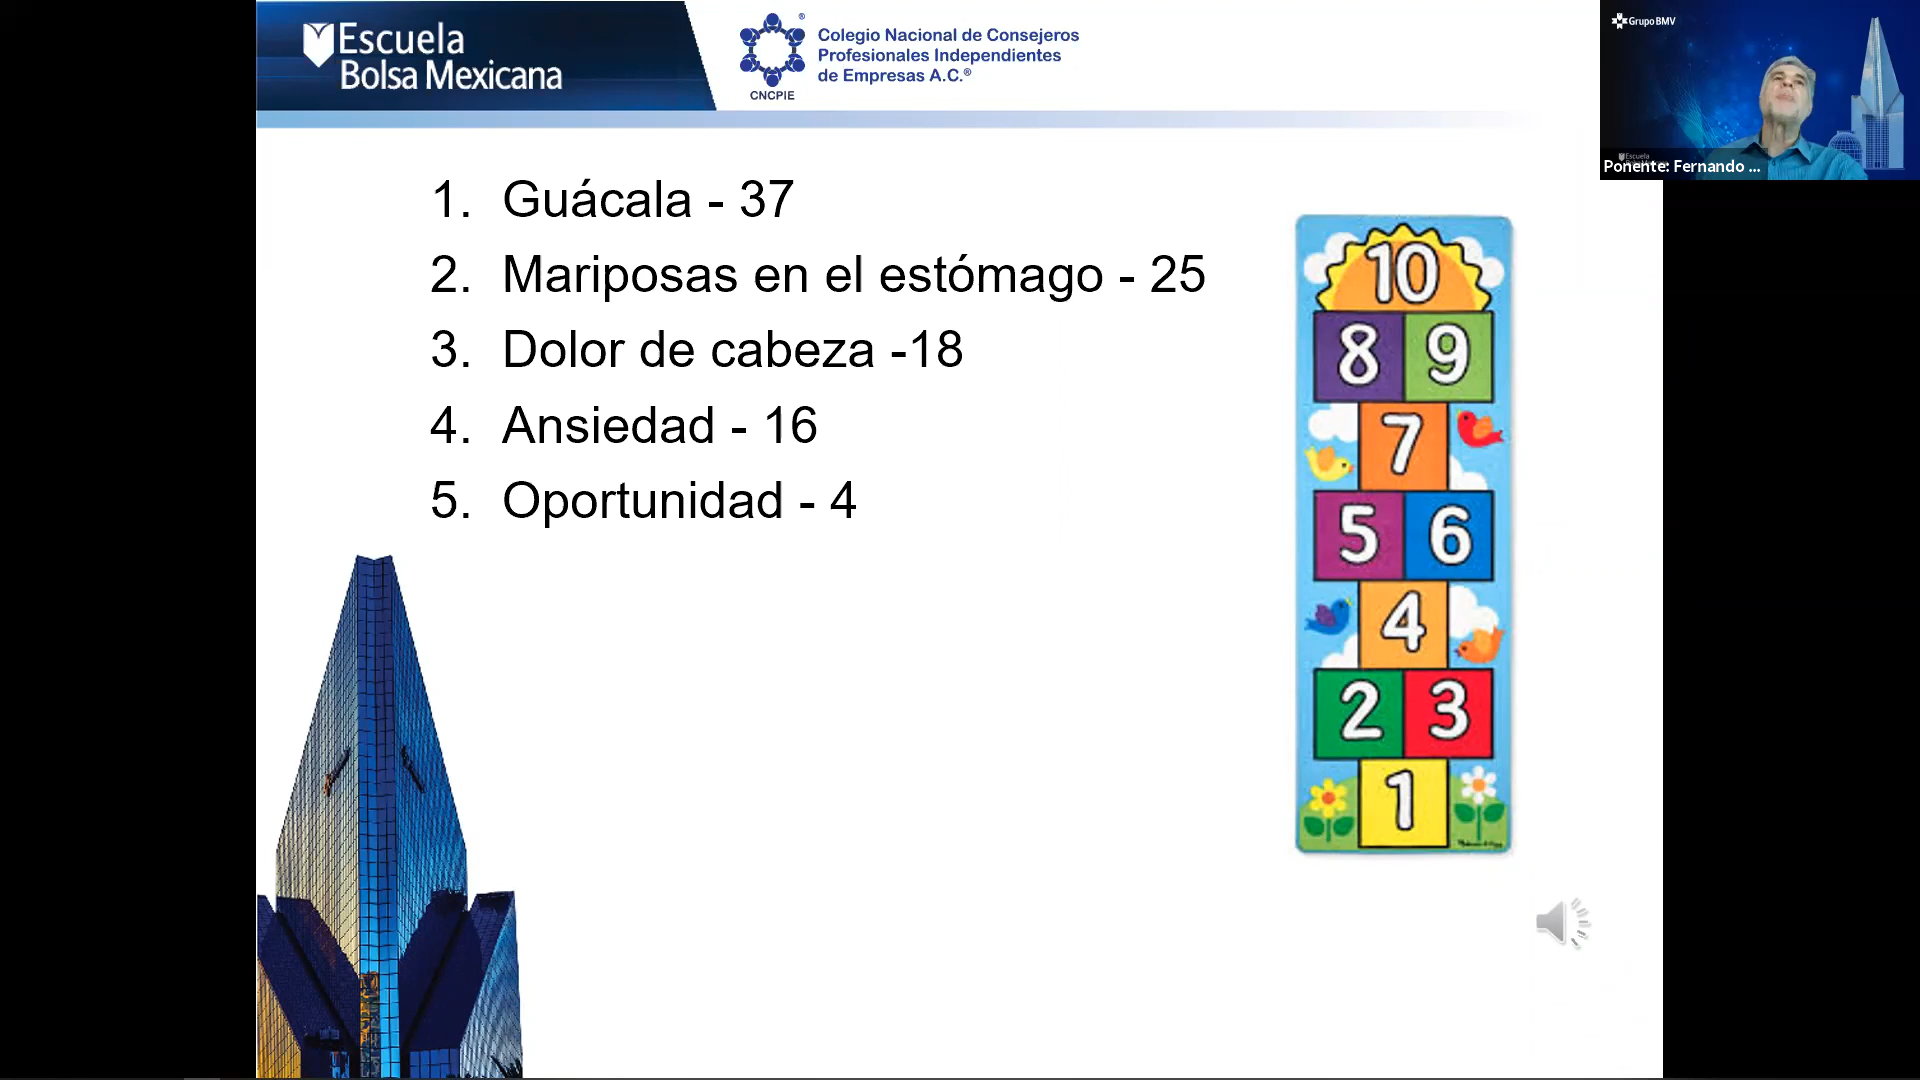 Escuela
Bolsa Mexicana
®
CNCPIE
Colegio Nacional de Consejeros
Profesionales Independientes
de Empresas A.C.®
Grupo BMV
Escuela
Ponente: Fernando ...
1. Guácala - 37
2. Mariposas en el estómago - 25
3. Dolor de cabeza -18
4. Ansiedad - 16
5. Oportunidad - 4
10
8 9
7
5 6
4
2 3
1